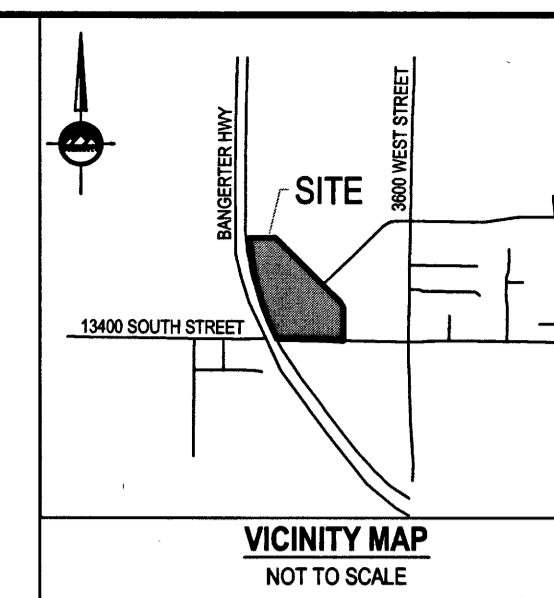 BANGERTER HWY
3600 WEST STREET
SITE
13400 SOUTH STREET
VICINITY MAP
NOT TO SCALE